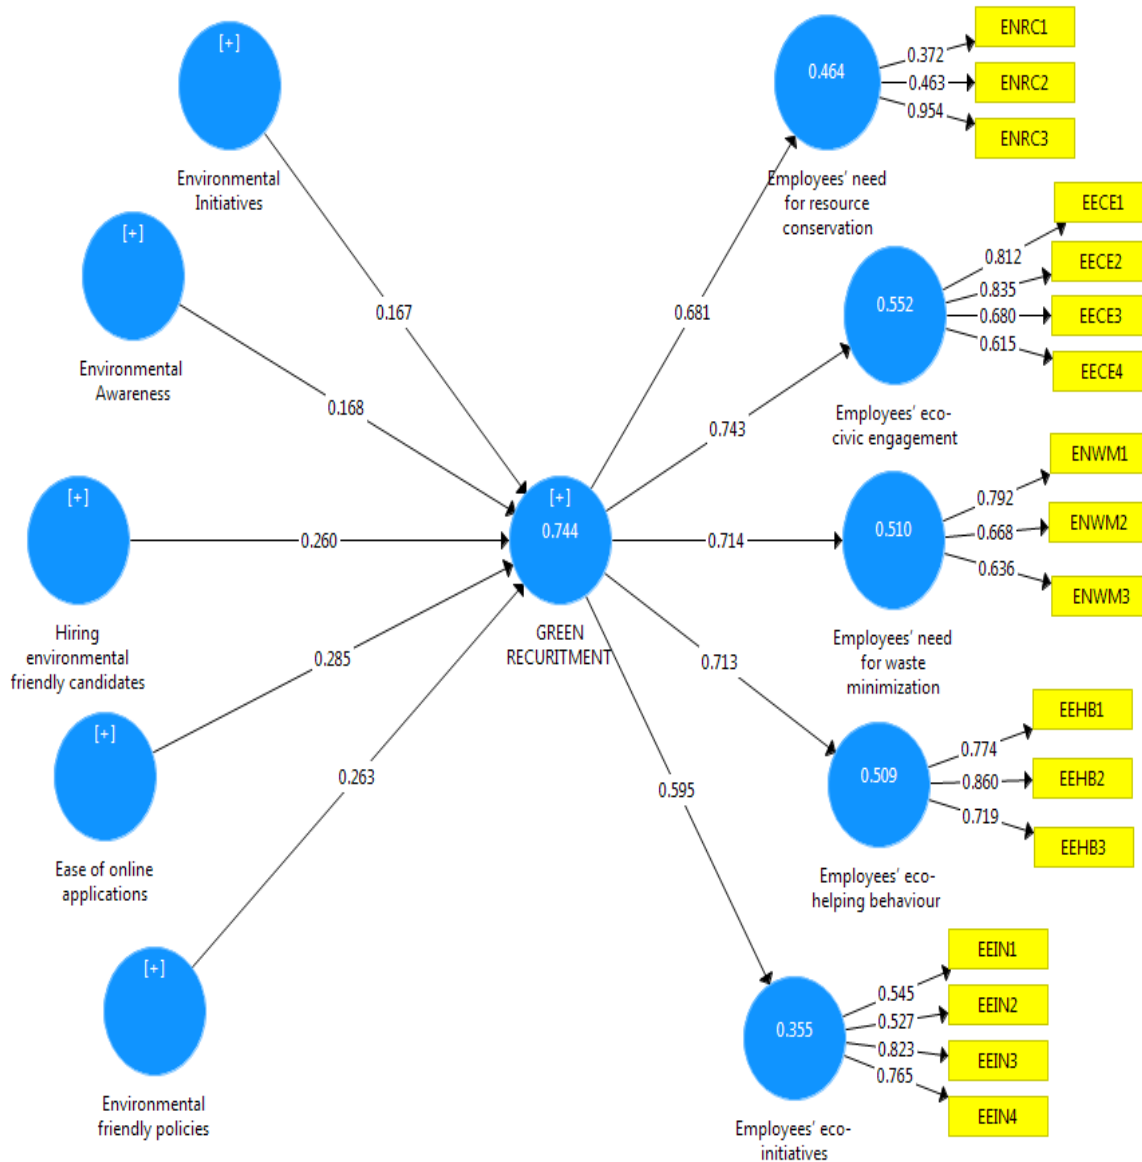 [+]
Environmental
Initiatives
[+]
Environmental
Awareness
[+]
Hiring
environmental
friendly candidates
[+]
Ease of online
applications
[+]
Environmental
friendly policies
0.167
0.168
0.260
0.285
0.263
[+]
0.744
GREEN
RECURITMENT
0.681
0.743
0.714
0.713
0.595
0.464
Employees' need
for resource
conservation
0.372
0.463
0.954
ENRC1
ENRC2
ENRC3
0.552
Employees' eco-
civic engagement
0.812
0.835
0.680
0.615
EECE1
EECE2
EECE3
EECE4
0.510
Employees' need
for waste
minimization
0.792
0.668
0.636
ENWM1
ENWM2
ENWM3
0.509
Employees' eco-
helping behaviour
0.774
0.860
0.719
EEHB1
EEHB2
EEHB3
0.355
Employees' eco-
initiatives
0.545
0.527
0.823
0.765
EEIN1
EEIN2
EEIN3
EEIN4